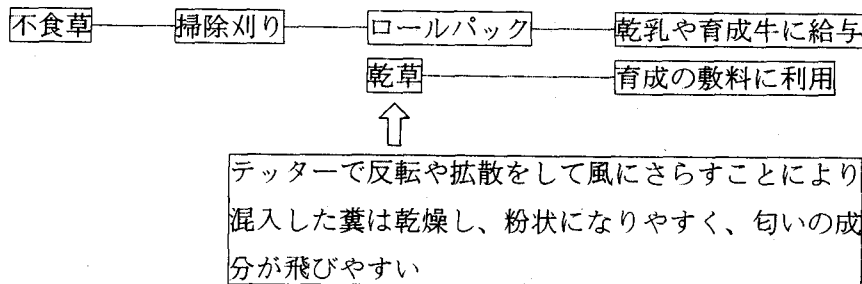 不食草 掃除刈り ロールパック 乾乳や育成牛に給与
乾草 育成の敷料に利用
テッターで反転や拡散をして風にさらすことにより
混入した糞は乾燥し、粉状になりやすく、匂いの成
分が飛びやすい